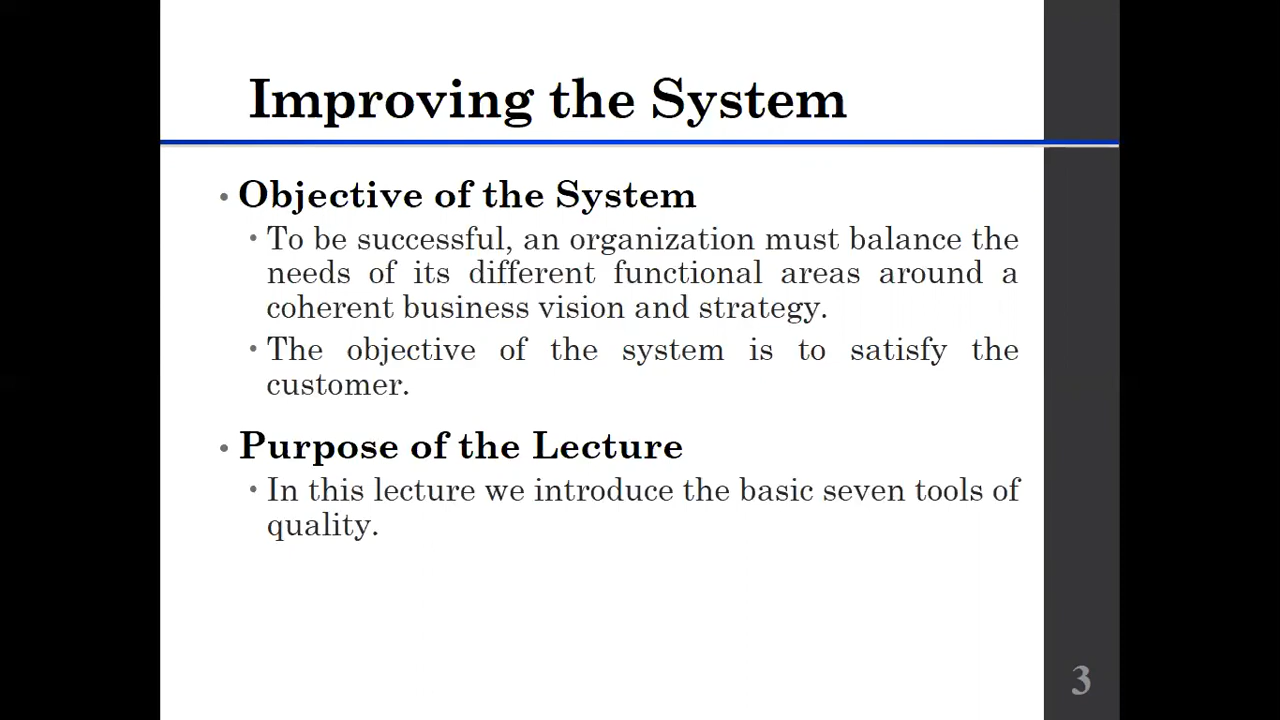 Improving the System
• Objective of the System
• To be successful, an organization must balance the
needs of its different functional areas around a
coherent business vision and strategy.
• The objective of the system is to satisfy the
customer.
• Purpose of the Lecture
• In this lecture we introduce the basic seven tools of
quality.
3